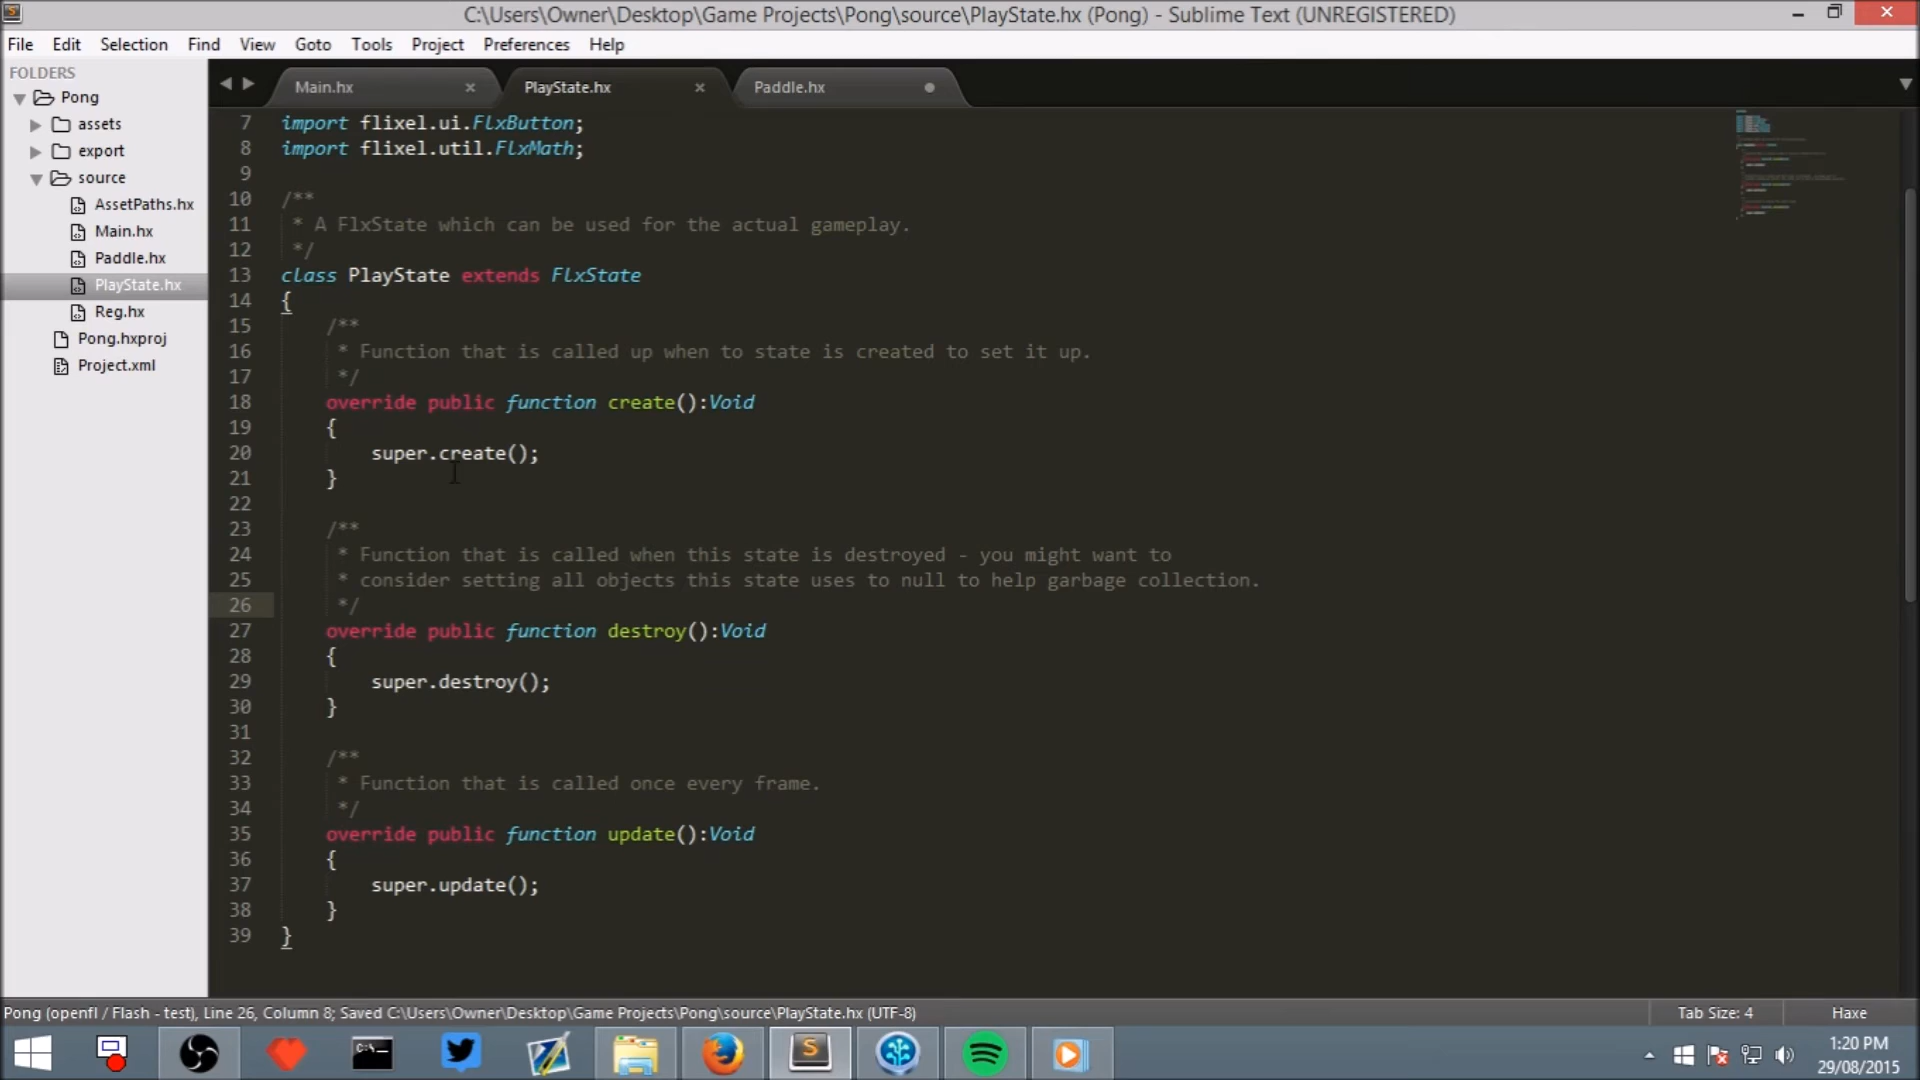 C:\Users\Owner\Desktop\Game Projects\Pong\source\PlayState.hx (Pong) - Sublime Text (UNREGISTERED)
File Edit Selection Find View Goto Tools Project Preferences Help
FOLDERS
Pong
assets
export
source
AssetPaths.hx
Main.hx
Paddle.hx
PlayState.hx
Reg.hx
Pong.hxproj
Project.xml
Main.hx × PlayState.hx × Paddle.hx
7 import flixel.ui.FlxButton;
8 import flixel.util.FlxMath;
9
10 /**
11 * A FlxState which can be used for the actual gameplay.
12 */
13 class PlayState extends FlxState
14 {
15 /**
16 * Function that is called up when to state is created to set it up.
17 */
18 override public function create():Void
19 {
20 super.create();
21 }
22
23 /**
24 * Function that is called when this state is destroyed - you might want to
25 * consider setting all objects this state uses to null to help garbage collection.
26 */
27 override public function destroy():Void
28 {
29 super.destroy();
30 }
31
32 /**
33 * Function that is called once every frame.
34 */
35 override public function update():Void
36 {
37 super.update();
38 }
39 }
Pong (openfl / Flash - test), Line 26, Column 8; Saved C:\Users\Owner\Desktop\Game Projects\Pong\source\PlayState.hx (UTF-8) Tab Size: 4 Haxe
1:20 PM
29/08/2015